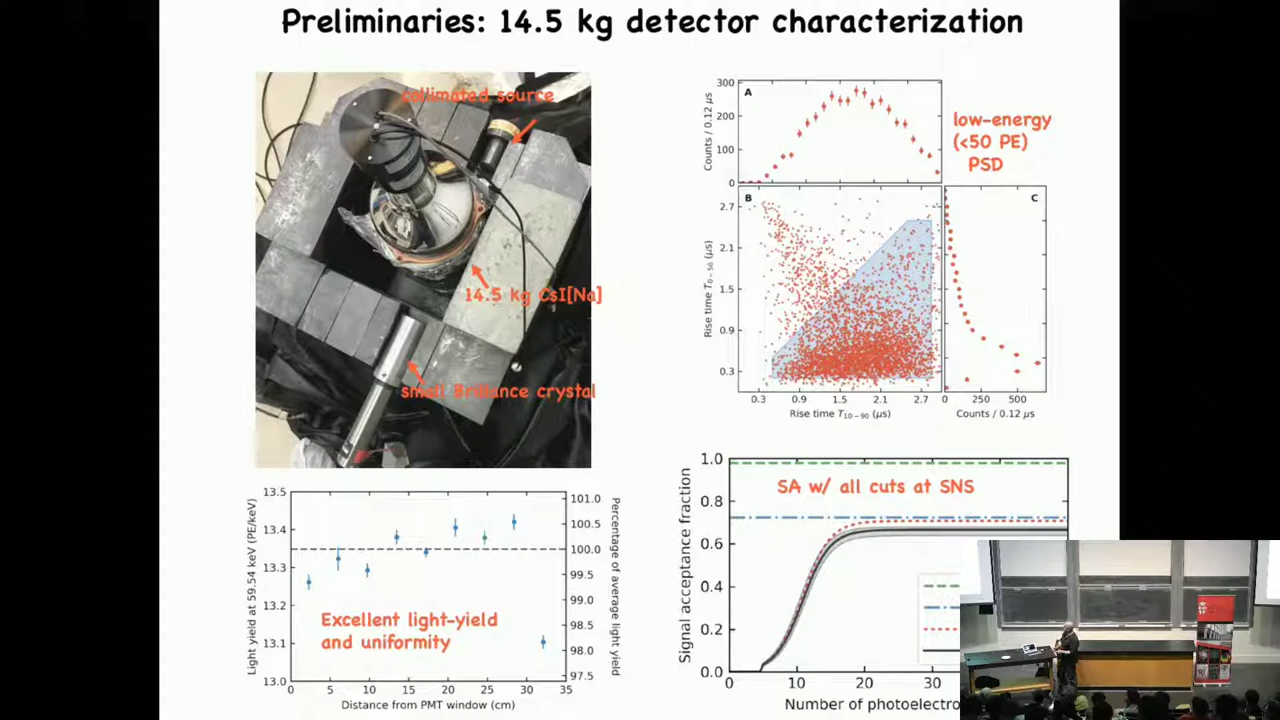 Preliminaries: 14.5 kg detector characterization
collimated source
14.5 kg CsI[Na]
small Brillance crystal
300
200
100
0
Counts / 0.12 μs
A
low-energy
(<50 PE)
PSD
B
C
2.7
2.1
1.5
0.9
0.3
Rise time T0−50 (μs)
0.3 0.9 1.5 2.1 2.7
Rise time T10−90 (μs)
0 250 500
Counts / 0.12 μs
13.5
13.4
13.3
13.2
13.1
13.0
Light yield at 59.54 keV (PE/keV)
101.0
100.5
100.0
99.5
99.0
98.5
98.0
97.5
Percentage of average light yield
Excellent light-yield
and uniformity
0 5 10 15 20 25 30 35
Distance from PMT window (cm)
1.0
0.8
0.6
0.4
0.2
0.0
Signal acceptance fraction
SA w/ all cuts at SNS
0 10 20 30
Number of photoelectro